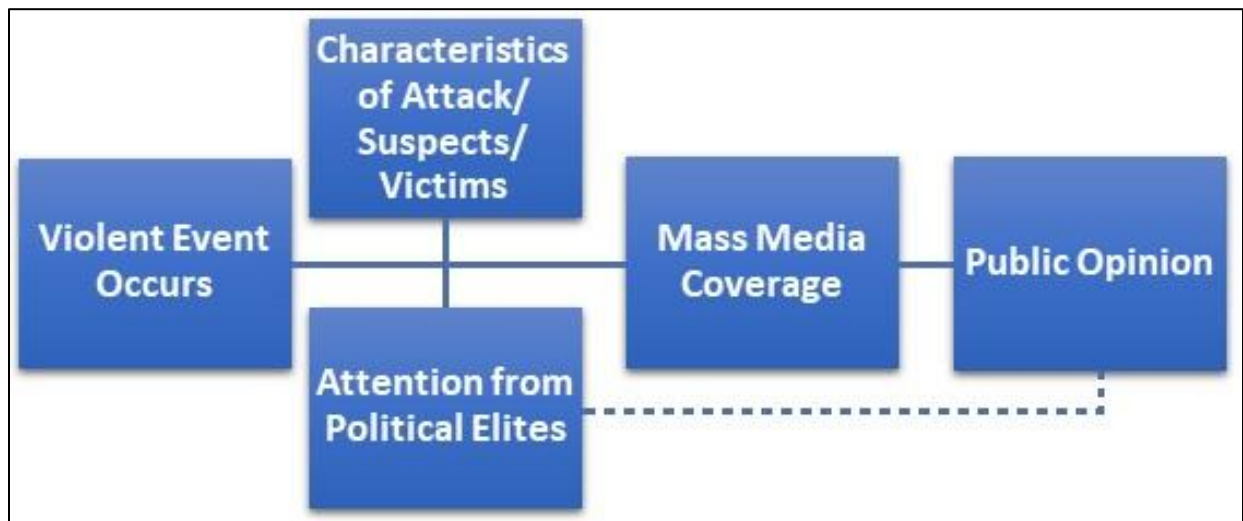 Violent Event
Occurs
Characteristics
of Attack/
Suspects/
Victims
Attention from
Political Elites
Mass Media
Coverage
Public Opinion